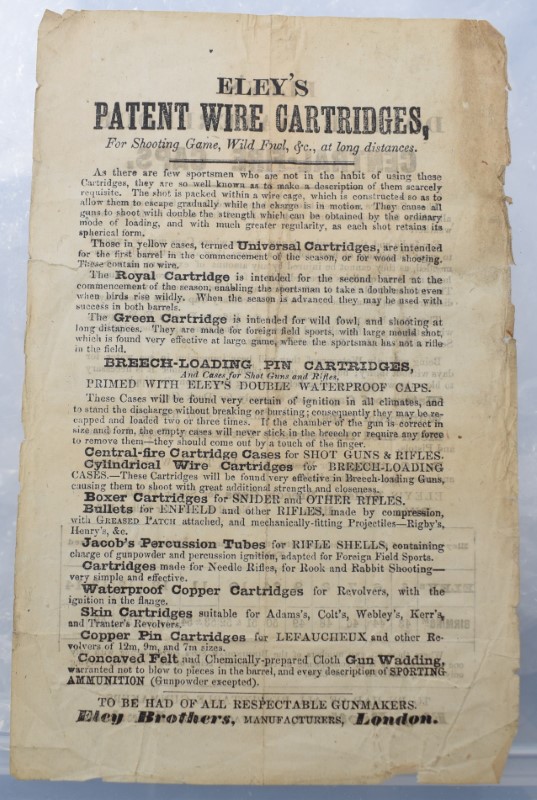 ELEY'S
PATENT WIRE CARTRIDGES,
For Shooting Game, Wild Fowl, &c., at long distances.
As there are few sportsmen who are not in the habit of using these
Cartridges, they are so well known as to make a description of them scarcely
requisite. The shot is packed within a wire cage, which is constructed so as to
allow them to escape gradually while the charge is in motion. They cause all
guns to shoot with double the strength which can be obtained by the ordinary
mode of loading, and with much greater regularity, as each shot retains its
spherical form.
Those in yellow cases, termed Universal Cartridges, are intended
for the first barrel in the commencement of the season, or for wood shooting.
These contain no wire.
The Royal Cartridge is intended for the second barrel at the
commencement of the season, enabling the sportsman to take a double shot even
when birds rise wildly. When the season is advanced they may be used with
success in both barrels.
The Green Cartridge is intended for wild fowl, and shooting at
long distances. They are made for foreign field sports, with large mould shot,
which is found very effective at large game, where the sportsman has not a rifle
in the field.
BREECH-LOADING PIN CARTRIDGES,
And Cases for Shot Guns and Rifles,
PRIMED WITH ELEY'S DOUBLE WATERPROOF CAPS.
These Cases will be found very certain of ignition in all climates, and
to stand the discharge without breaking or bursting; consequently they may be re-
capped and loaded two or three times. If the chamber of the gun is correct in
size and form, the empty cases will never stick in the breech or require any force
to remove them—they should come out by a touch of the finger.
Central-fire Cartridge Cases for SHOT GUNS & RIFLES.
Cylindrical Wire Cartridges for BREECH-LOADING
CASES.—These Cartridges will be found very effective in Breech-loading Guns,
causing them to shoot with great additional strength and closeness.
Boxer Cartridges for SNIDER and OTHER RIFLES.
Bullets for ENFIELD and other RIFLES, made by compression,
with GREASED PATCH attached, and mechanically-fitting Projectiles—Rigby's,
Henry's, &c.
Jacob's Percussion Tubes for RIFLE SHELLS, containing
charge of gunpowder and percussion ignition, adapted for Foreign Field Sports.
Cartridges made for Needle Rifles, for Rook and Rabbit Shooting—
very simple and effective.
Waterproof Copper Cartridges for Revolvers, with the
ignition in the flange.
Skin Cartridges suitable for Adams's, Colt's, Webley's, Kerr's,
and Tranter's Revolvers.
Copper Pin Cartridges for LEFAUCHEUX and other Re-
volvers of 12m, 9m, and 7m sizes.
Concaved Felt and Chemically-prepared Cloth Gun Wadding,
warranted not to blow to pieces in the barrel, and every description of SPORTING
AMMUNITION (Gunpowder excepted).
TO BE HAD OF ALL RESPECTABLE GUNMAKERS.
Eley Brothers, MANUFACTURERS, London.